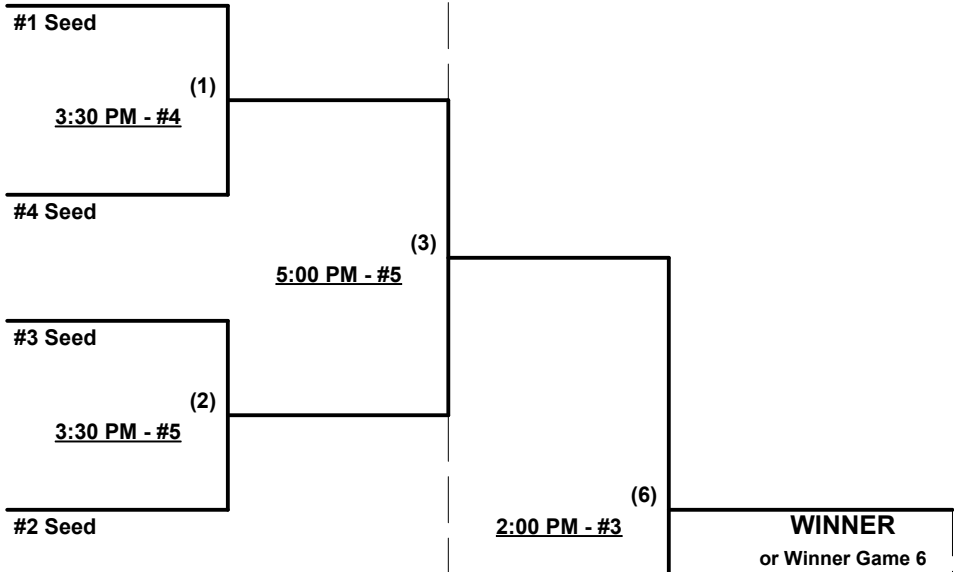 #1 Seed
(1)
3:30 PM - #4
#4 Seed
(3)
5:00 PM - #5
#3 Seed
(2)
3:30 PM - #5
(6)
#2 Seed
2:00 PM - #3
WINNER
or Winner Game 6